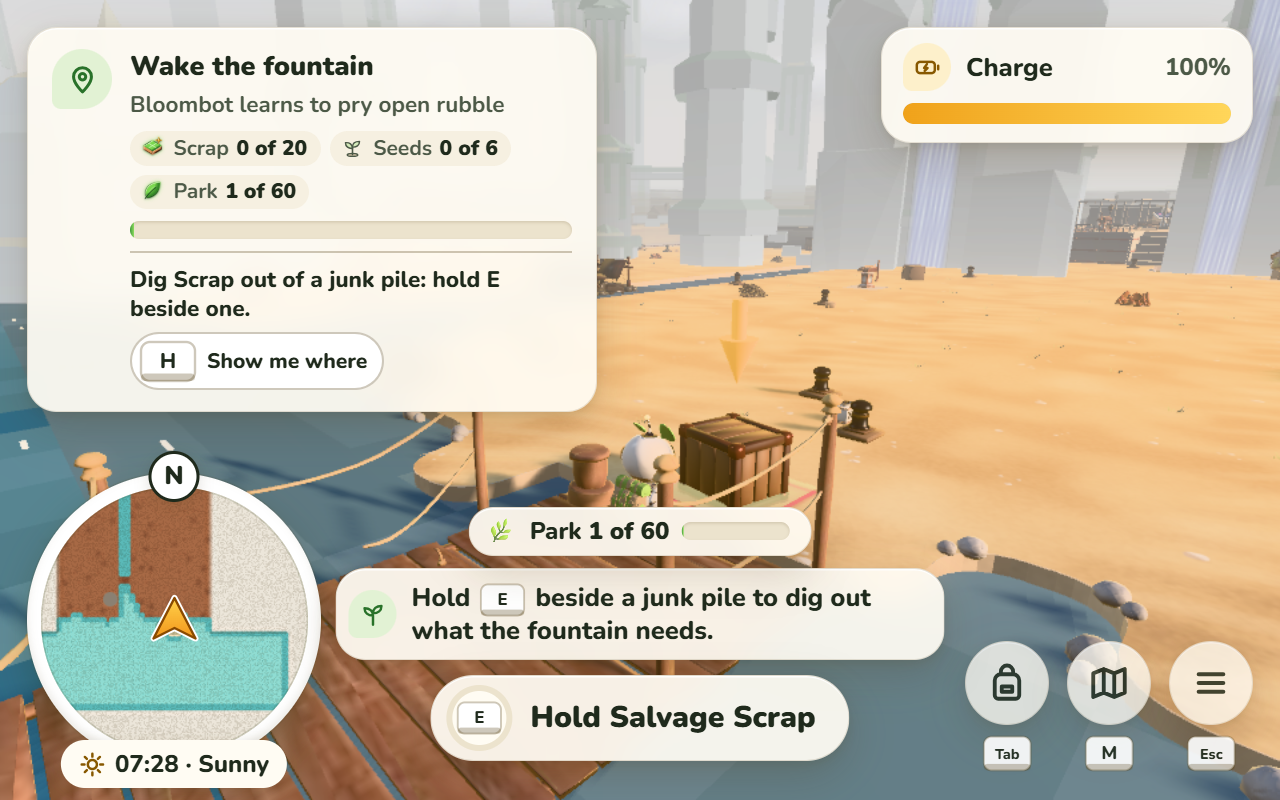 Wake the fountain
Bloombot learns to pry open rubble
Scrap 0 of 20
Seeds 0 of 6
Park 1 of 60
Dig Scrap out of a junk pile: hold E
beside one.
H Show me where
Charge 100%
N
Park 1 of 60
Hold E beside a junk pile to dig out
what the fountain needs.
E Hold Salvage Scrap
07:28 · Sunny
Tab
M
Esc